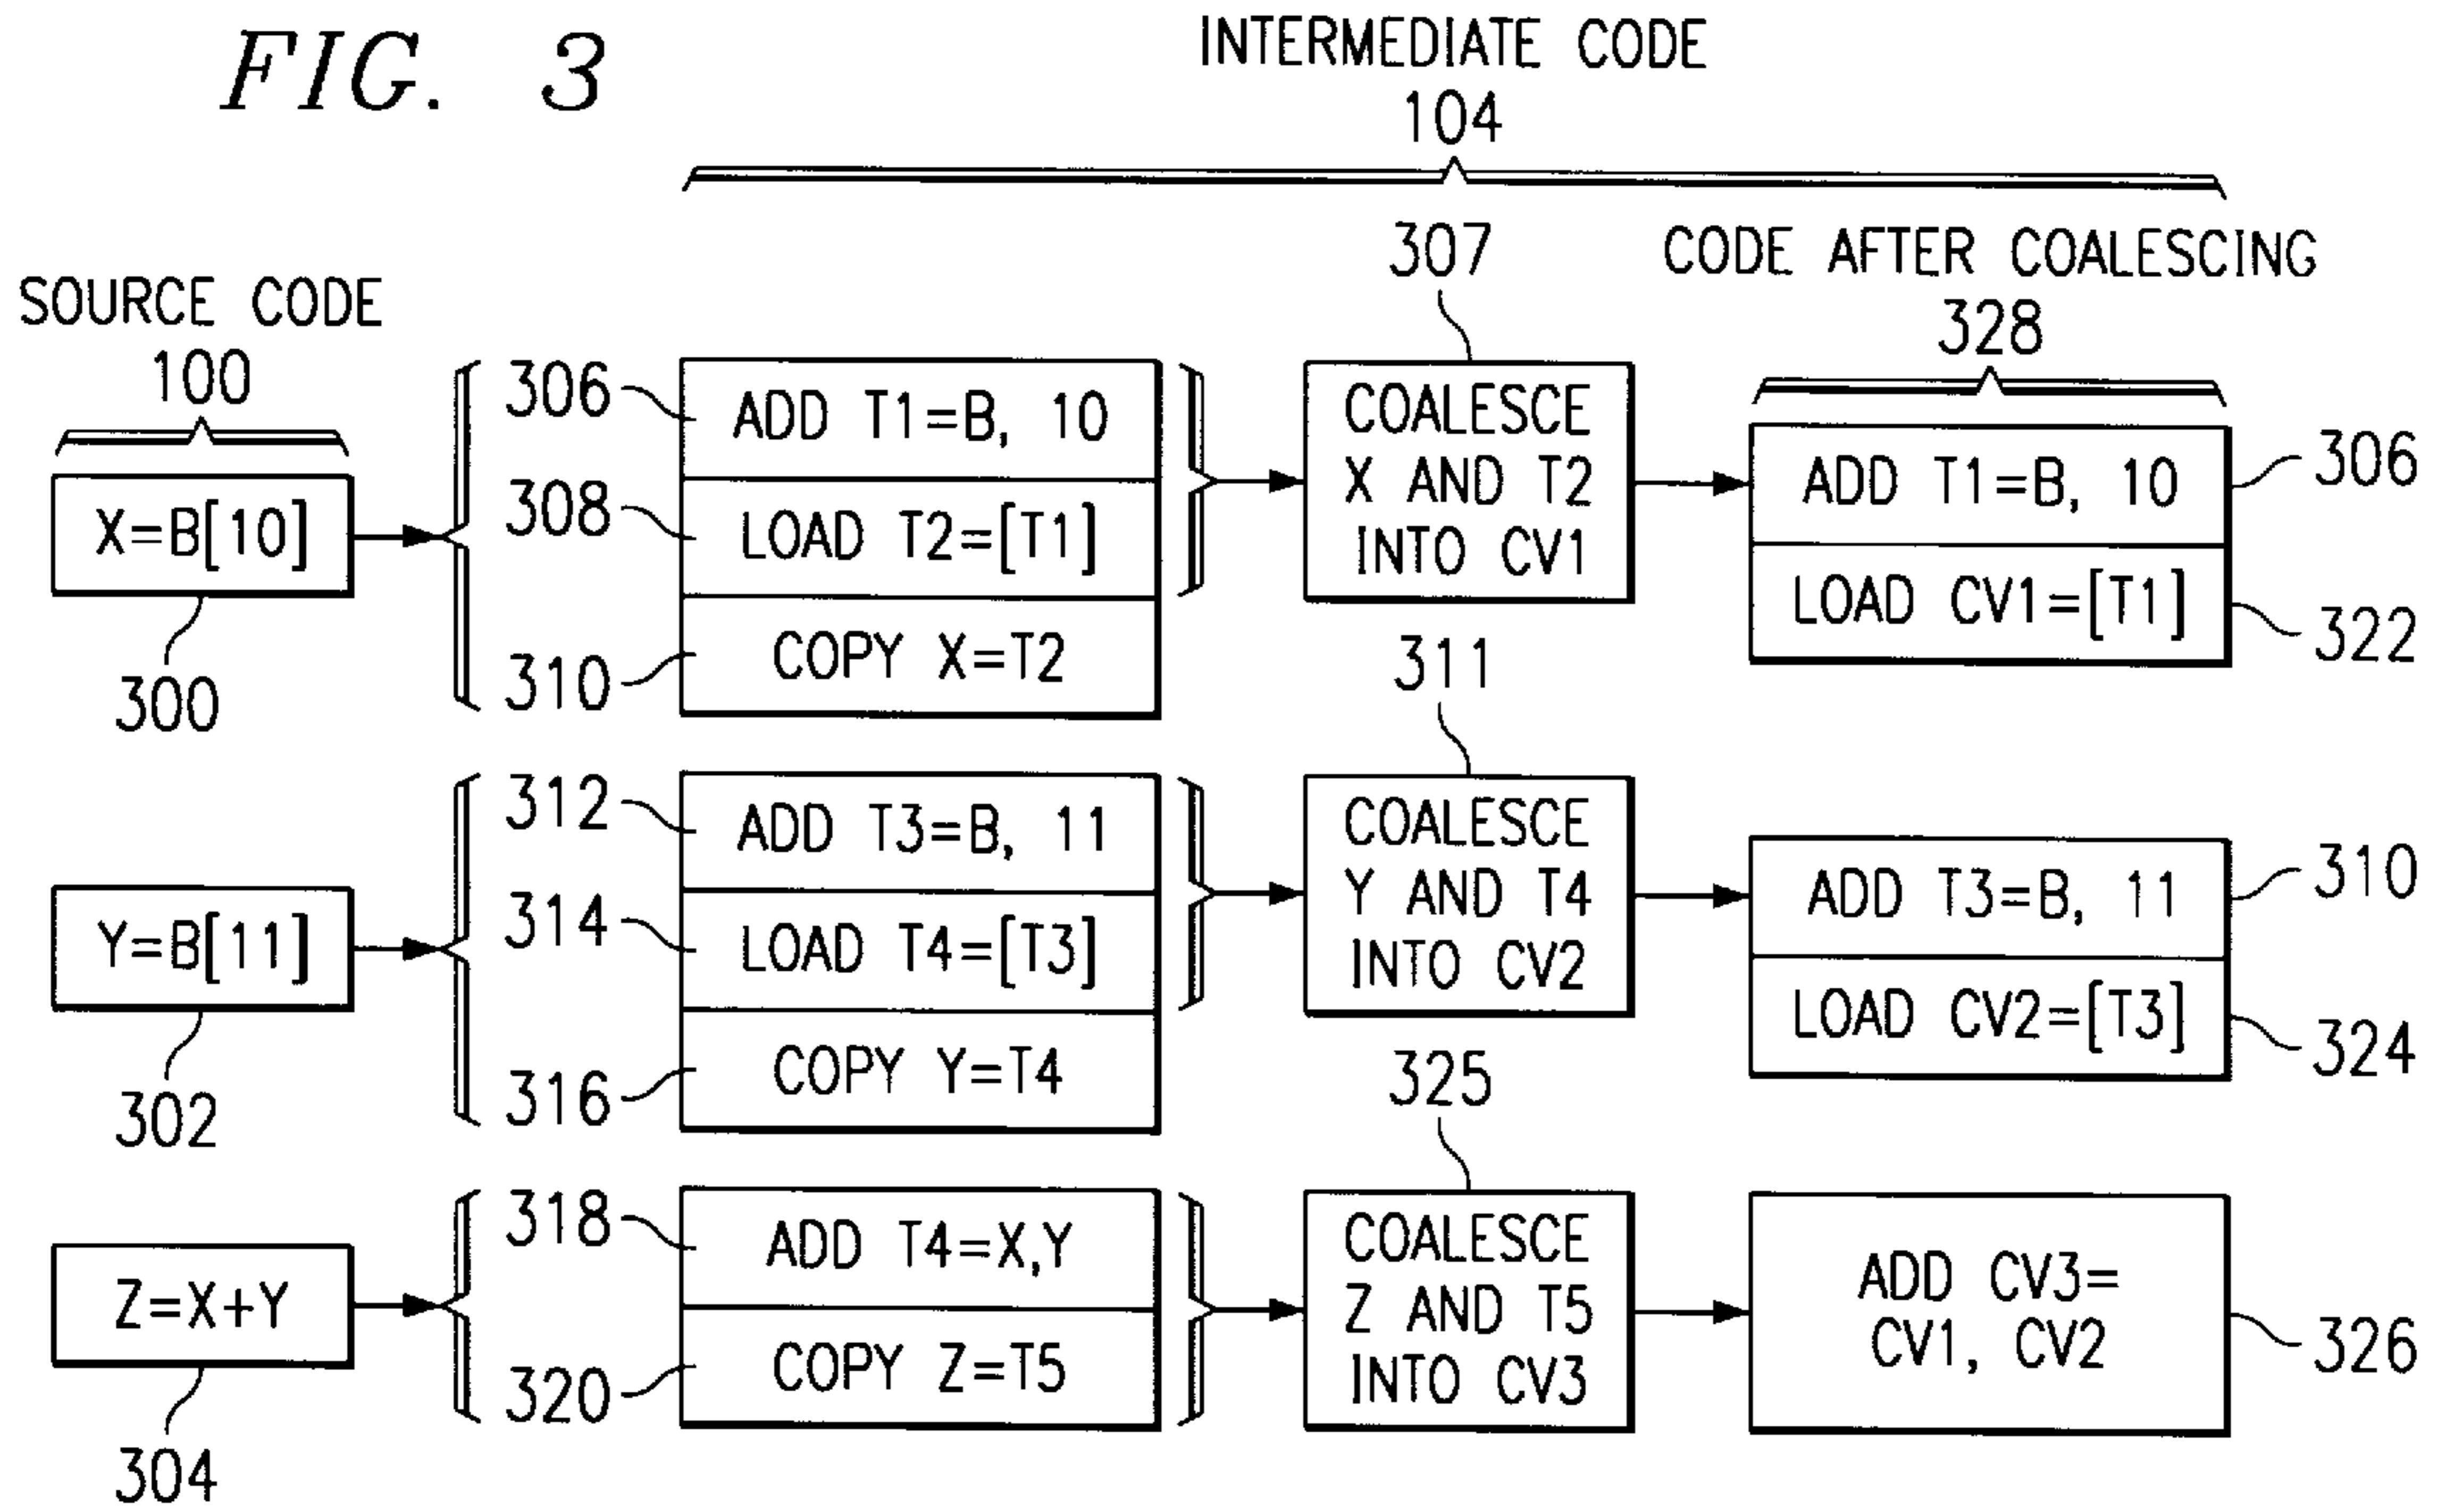 FIG. 3
INTERMEDIATE CODE
104
SOURCE CODE
100
307
CODE AFTER COALESCING
328
X=B[10]
300
306
ADD T1=B, 10
308
LOAD T2=[T1]
310
COPY X=T2
COALESCE
X AND T2
INTO CV1
ADD T1=B, 10
306
LOAD CV1=[T1]
322
Y=B[11]
302
312
ADD T3=B, 11
314
LOAD T4=[T3]
316
COPY Y=T4
311
COALESCE
Y AND T4
INTO CV2
ADD T3=B, 11
310
LOAD CV2=[T3]
324
Z=X+Y
304
318
ADD T4=X,Y
320
COPY Z=T5
325
COALESCE
Z AND T5
INTO CV3
ADD CV3=
CV1, CV2
326